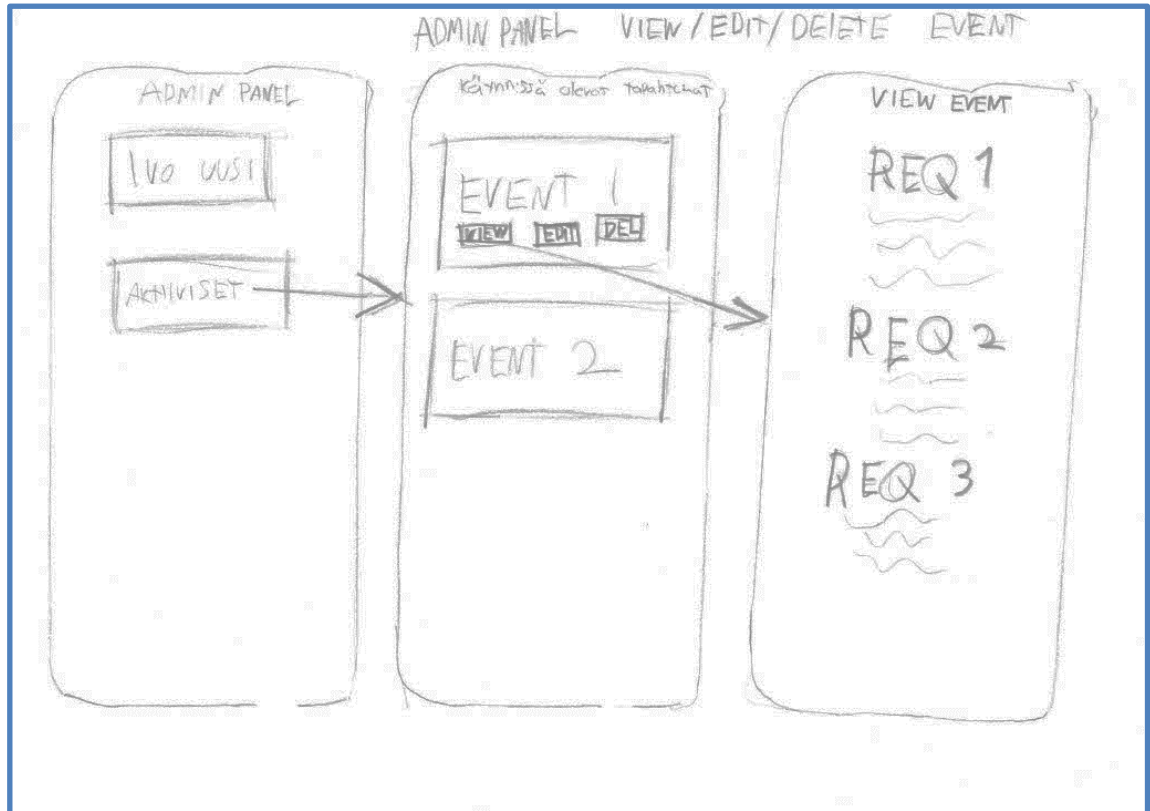 ADMIN PANEL VIEW/EDIT/DELETE EVENT
ADMIN PANEL
UUSI
AKTIIVISET
Käynnissä olevat tapahtumat
EVENT 1
VIEW EDIT DEL
EVENT 2
VIEW EVENT
REQ 1
REQ 2
REQ 3